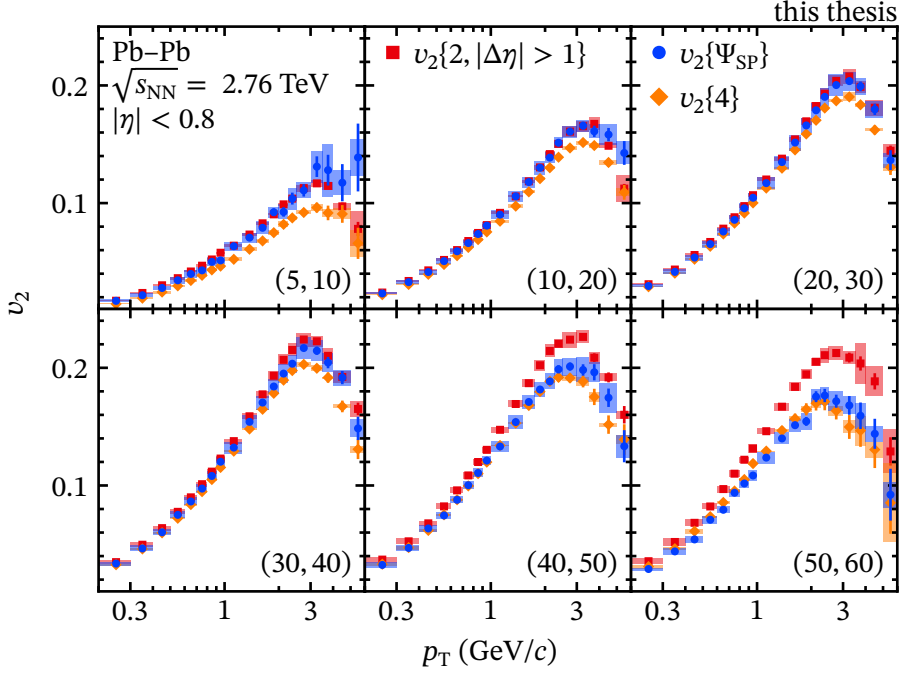 this thesis
Pb–Pb
√s_NN = 2.76 TeV
|η| < 0.8
v₂{2, |Δη| > 1}
v₂{Ψ_SP}
v₂{4}
0.2
0.1
(5, 10)
(10, 20)
(20, 30)
v₂
0.2
0.1
(30, 40)
(40, 50)
(50, 60)
0.3 1 3 0.3 1 3 0.3 1 3
p_T (GeV/c)